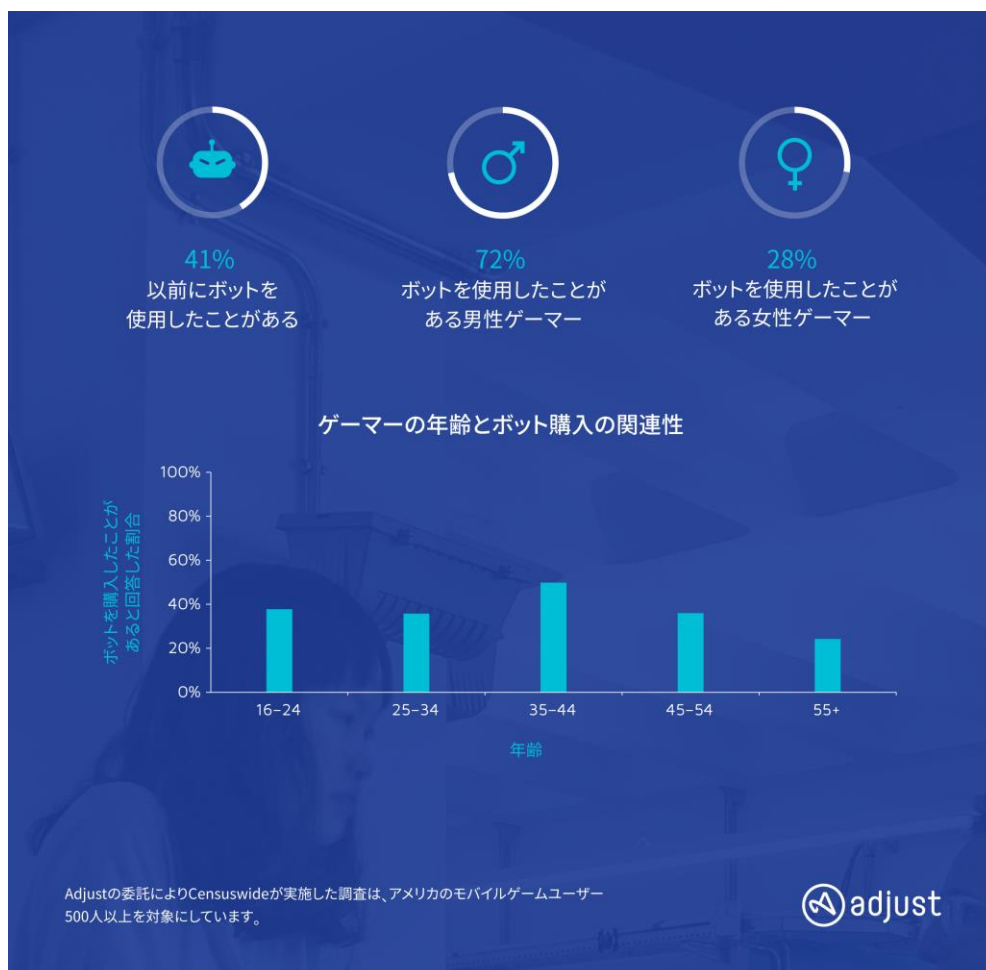 41%
以前にボットを
使用したことがある
72%
ボットを使用したことが
ある男性ゲーマー
28%
ボットを使用したことが
ある女性ゲーマー
ゲーマーの年齢とボット購入の関連性
ボットを購入したことが
あると回答した割合
100%
80%
60%
40%
20%
0%
16–24
25–34
35–44
45–54
55+
年齢
Adjustの委託によりCensuswideが実施した調査は、アメリカのモバイルゲームユーザー
500人以上を対象にしています。
adjust